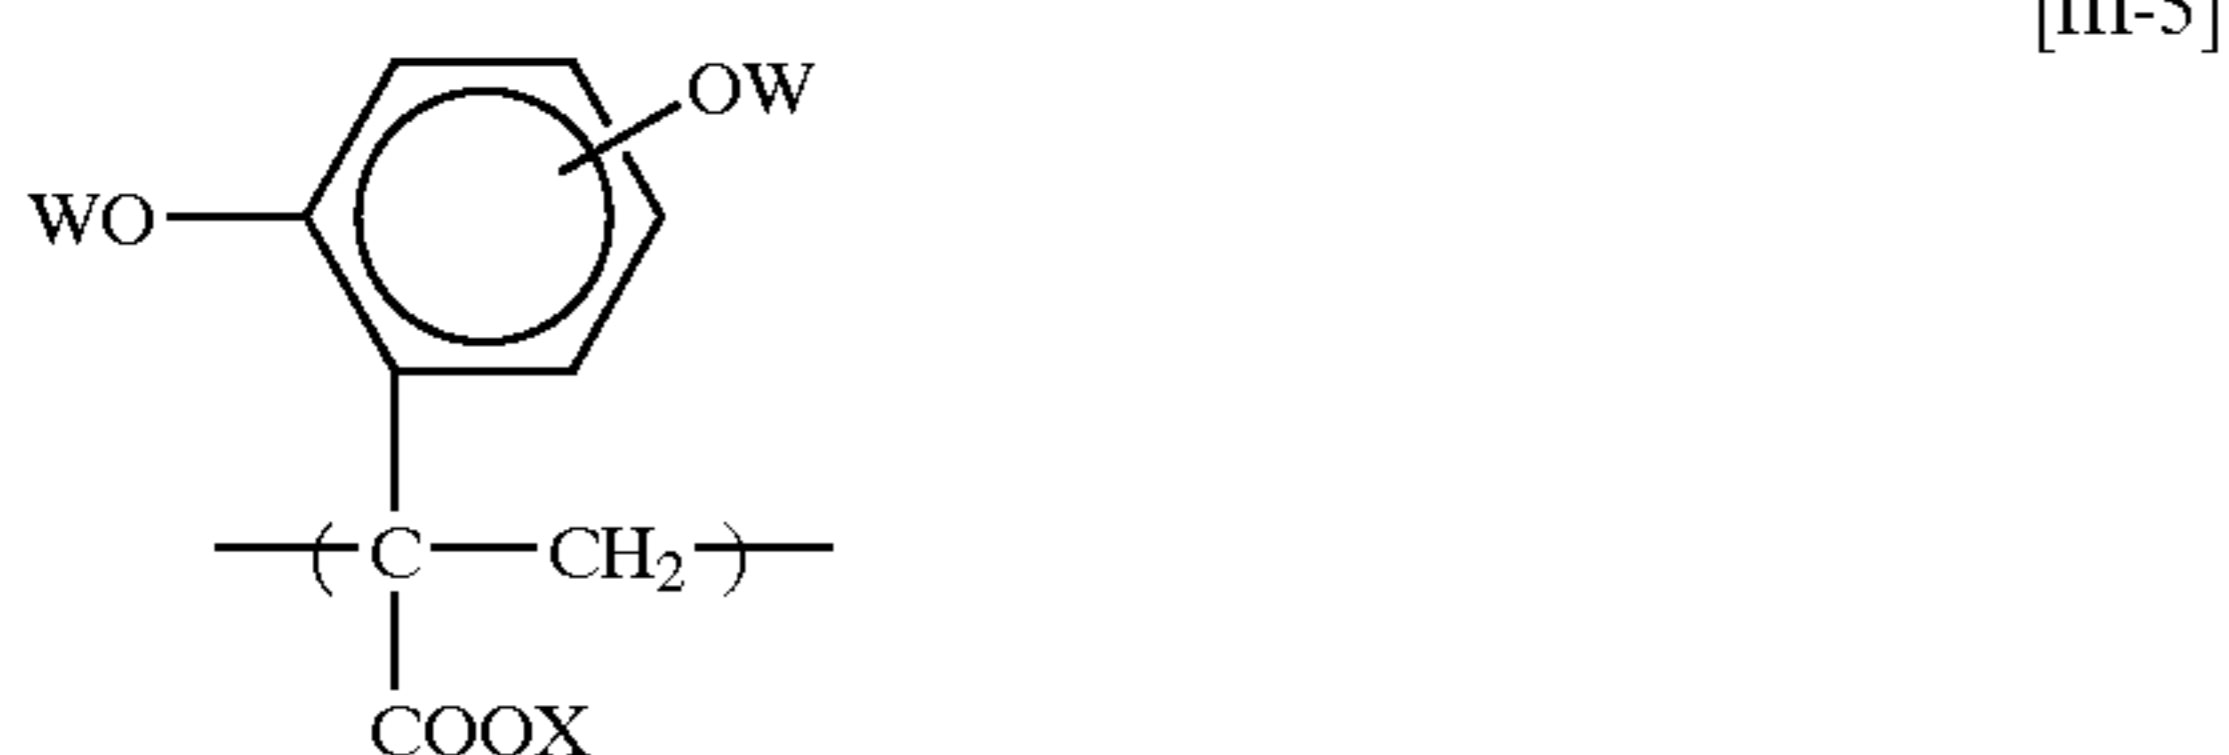 [III-5]
OW
WO
( C CH₂ )
COOX